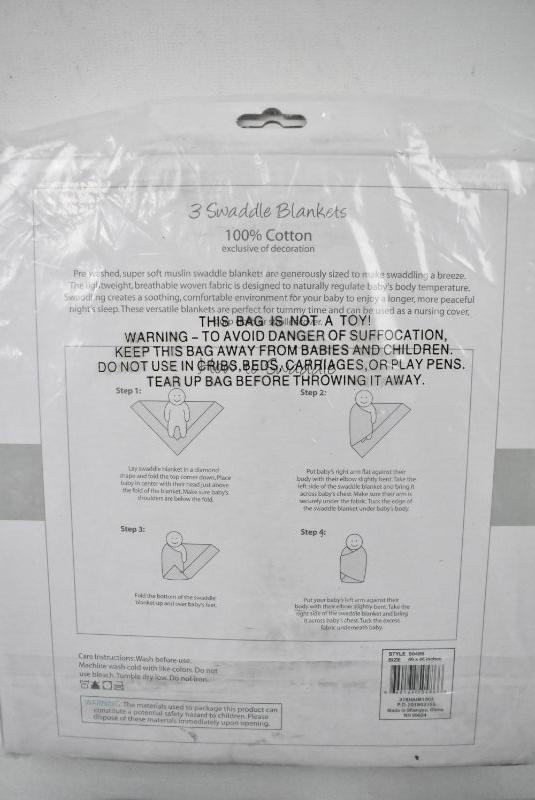 3 Swaddle Blankets
100% Cotton
exclusive of decoration
Pre washed, super soft muslin swaddle blankets are generously sized to make swaddling a breeze.
The lightweight, breathable woven fabric is designed to naturally regulate baby's body temperature.
Swaddling creates a soothing, comfortable environment for your baby to enjoy a longer, more peaceful
night's sleep. These versatile blankets are perfect for tummy time and can be used as a nursing cover,
THIS BAG IS NOT A TOY!
WARNING – TO AVOID DANGER OF SUFFOCATION,
KEEP THIS BAG AWAY FROM BABIES AND CHILDREN.
DO NOT USE IN CRIBS, BEDS, CARRIAGES, OR PLAY PENS.
TEAR UP BAG BEFORE THROWING IT AWAY.
Step 1:
Lay swaddle blanket in a diamond
shape and fold the top corner down. Place
baby in center with their head just above
the fold of the blanket. Make sure baby's
shoulders are below the fold.
Step 2:
Put baby's right arm flat against their
body with their elbow slightly bent. Take the
left side of the swaddle blanket and bring it
across baby's chest. Make sure their arm is
securely under the fabric. Tuck the edge of
the swaddle blanket under baby's body.
Step 3:
Fold the bottom of the swaddle
blanket up and over baby's feet.
Step 4:
Put your baby's left arm against their
body with their elbow slightly bent. Take the
right side of the swaddle blanket and bring
it across baby's chest. Tuck the excess
fabric underneath baby.
Care Instructions: Wash before use.
Machine wash cold with like colors. Do not
use bleach. Tumble dry low. Do not iron.
WARNING: The materials used to package this product can
constitute a potential safety hazard to children. Please
dispose of these materials immediately upon opening.
STYLE
SIZE 46 x 46 inches
Made in Shangyu, China